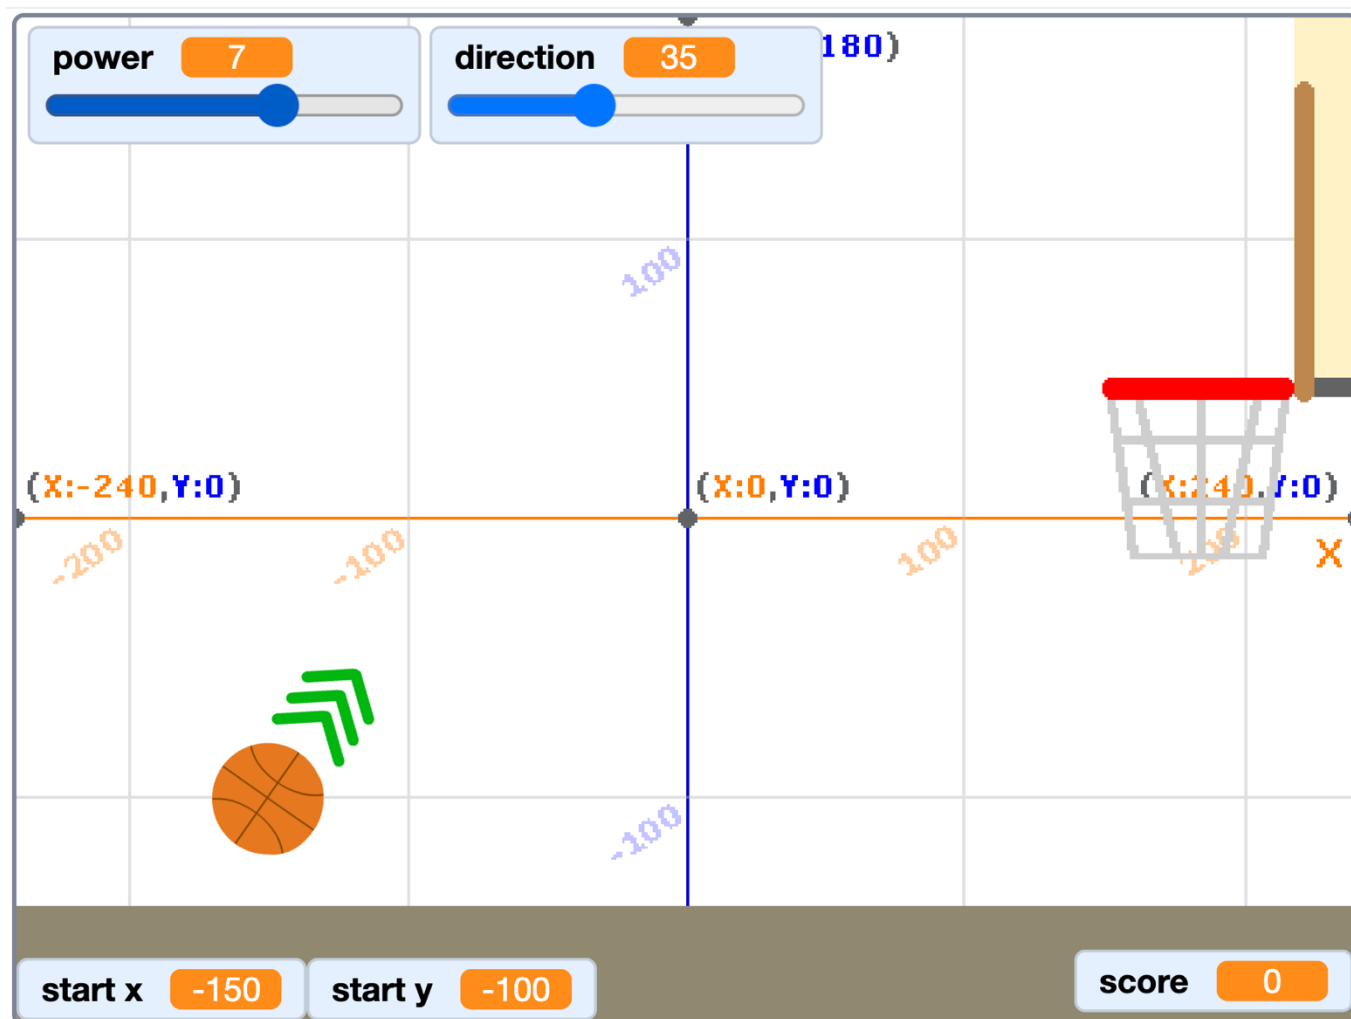 power 7
direction 35
180)
100
(X:-240,Y:0)
(X:0,Y:0)
(X:240,Y:0)
-200
-100
100
X
-100
start x -150
start y -100
score 0